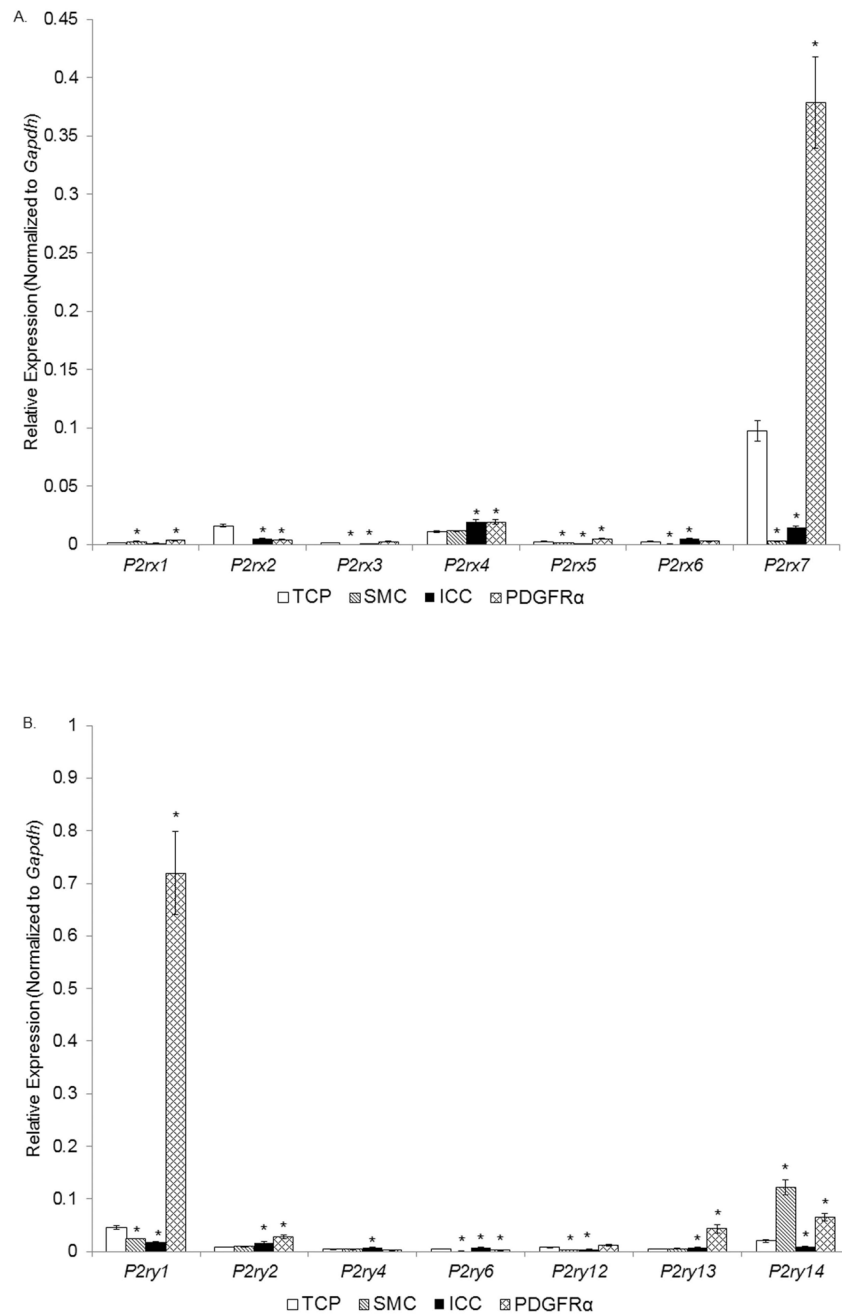 A.
Relative Expression (Normalized to Gapdh)
0.45
0.4
0.35
0.3
0.25
0.2
0.15
0.1
0.05
0
* * * * * * * * * * * * * * *
P2rx1 P2rx2 P2rx3 P2rx4 P2rx5 P2rx6 P2rx7
TCP SMC ICC PDGFRα
B.
Relative Expression (Normalized to Gapdh)
1
0.9
0.8
0.7
0.6
0.5
0.4
0.3
0.2
0.1
0
* * * * * * * * * * * * * * * * *
P2ry1 P2ry2 P2ry4 P2ry6 P2ry12 P2ry13 P2ry14
TCP SMC ICC PDGFRα